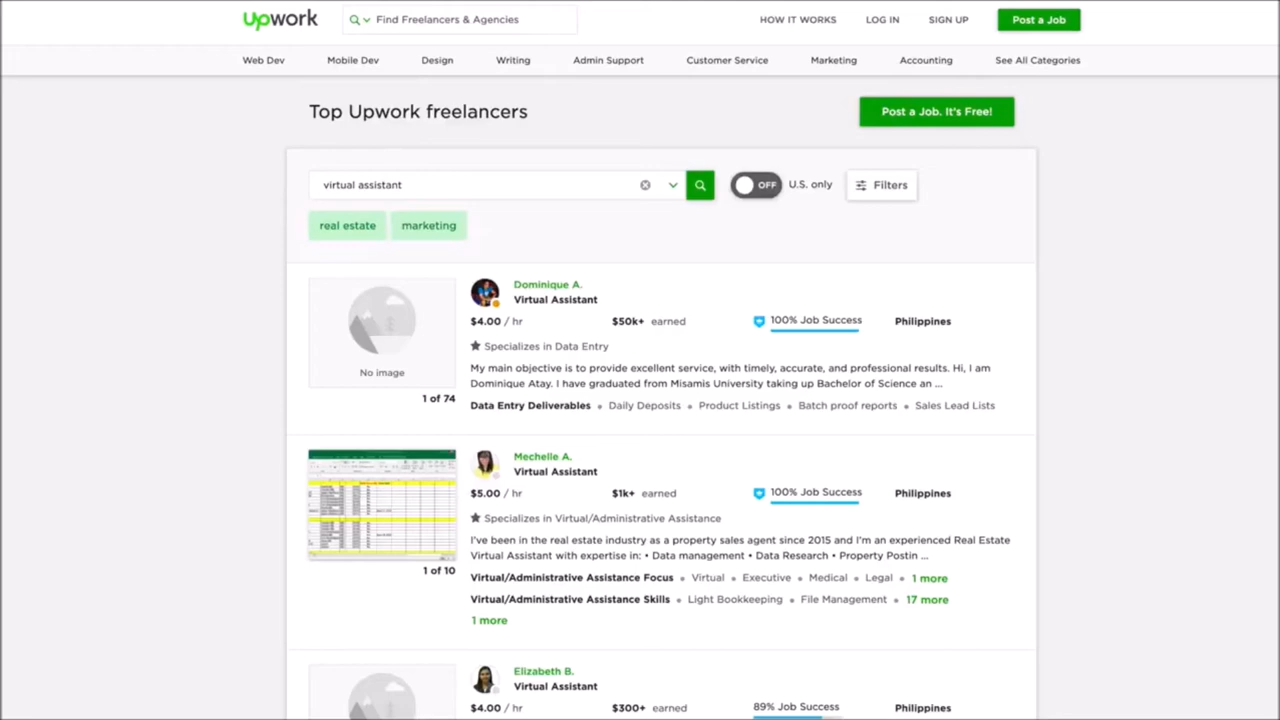 upwork
Find Freelancers & Agencies
HOW IT WORKS
LOG IN
SIGN UP
Post a Job
Web Dev
Mobile Dev
Design
Writing
Admin Support
Customer Service
Marketing
Accounting
See All Categories
Top Upwork freelancers
Post a Job. It's Free!
virtual assistant
OFF
U.S. only
Filters
real estate
marketing
No image
1 of 74
Dominique A.
Virtual Assistant
$4.00 / hr
$50k+ earned
100% Job Success
Philippines
Specializes in Data Entry
My main objective is to provide excellent service, with timely, accurate, and professional results. Hi, I am
Dominique Atay. I have graduated from Misamis University taking up Bachelor of Science an ...
Data Entry Deliverables • Daily Deposits • Product Listings • Batch proof reports • Sales Lead Lists
1 of 10
Mechelle A.
Virtual Assistant
$5.00 / hr
$1k+ earned
100% Job Success
Philippines
Specializes in Virtual/Administrative Assistance
I've been in the real estate industry as a property sales agent since 2015 and I'm an experienced Real Estate
Virtual Assistant with expertise in: • Data management • Data Research • Property Postin ...
Virtual/Administrative Assistance Focus • Virtual • Executive • Medical • Legal • 1 more
Virtual/Administrative Assistance Skills • Light Bookkeeping • File Management • 17 more
1 more
Elizabeth B.
Virtual Assistant
$4.00 / hr
$300+ earned
89% Job Success
Philippines